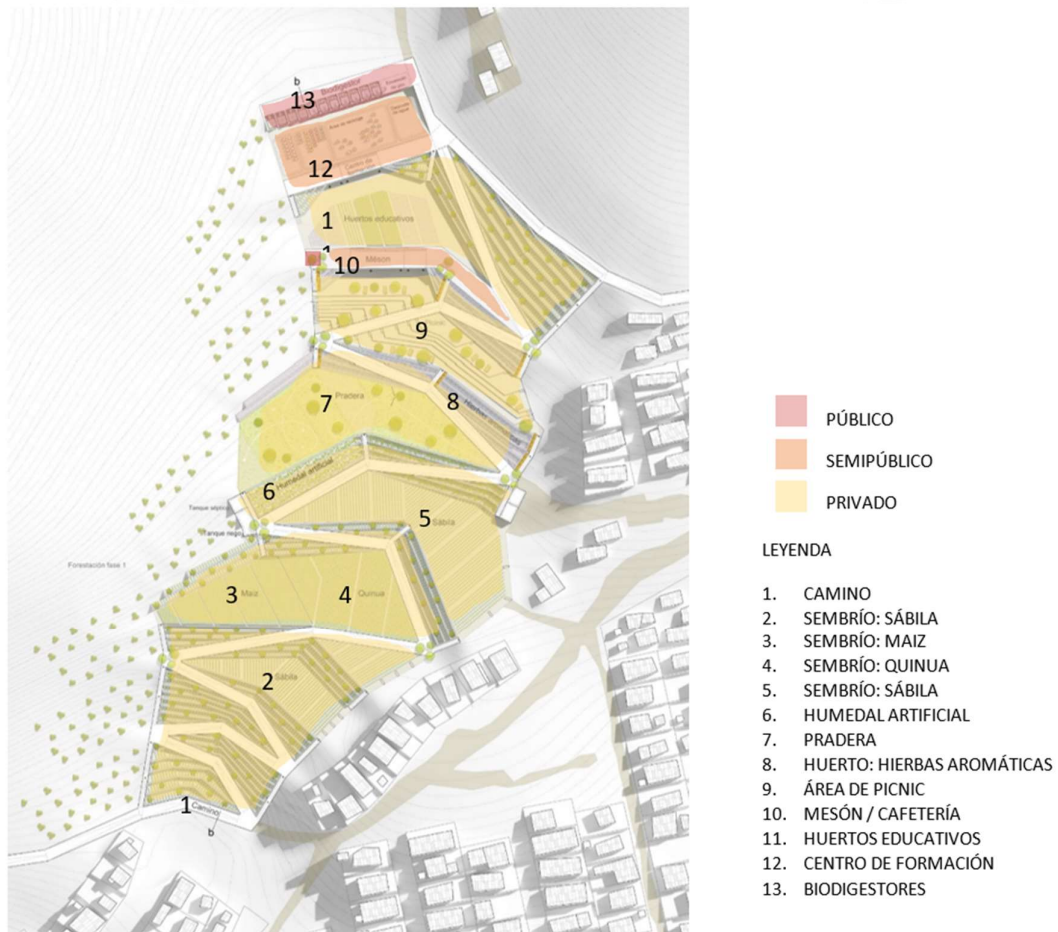 b
13
Biodigestor
12
1
Huertos educativos
1
10
Mesón
9
7
Pradera
8
6
Humedal artificial
5
Sábila
Forestación fase 1
3
Maiz
4
Quinua
2
Sábila
1
Camino
b
PÚBLICO
SEMIPÚBLICO
PRIVADO
LEYENDA
1. CAMINO
2. SEMBRÍO: SÁBILA
3. SEMBRÍO: MAIZ
4. SEMBRÍO: QUINUA
5. SEMBRÍO: SÁBILA
6. HUMEDAL ARTIFICIAL
7. PRADERA
8. HUERTO: HIERBAS AROMÁTICAS
9. ÁREA DE PICNIC
10. MESÓN / CAFETERÍA
11. HUERTOS EDUCATIVOS
12. CENTRO DE FORMACIÓN
13. BIODIGESTORES